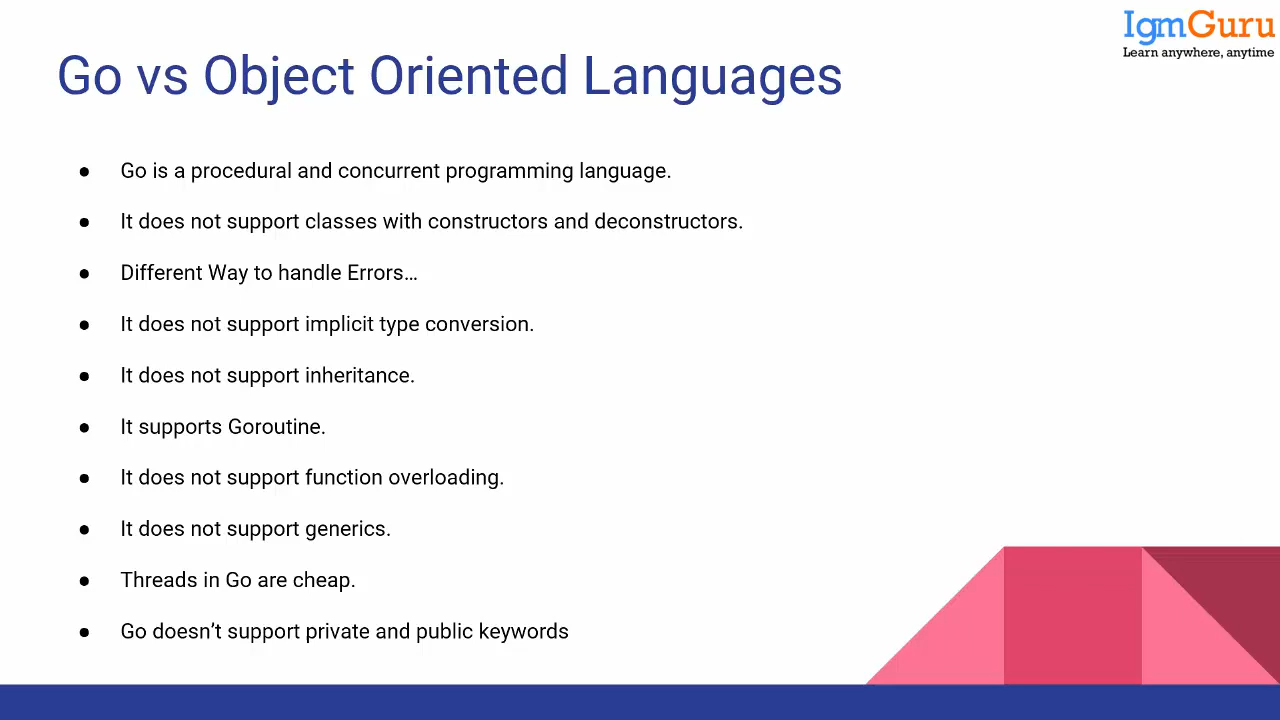 IgmGuru
Learn anywhere, anytime
Go vs Object Oriented Languages
● Go is a procedural and concurrent programming language.
● It does not support classes with constructors and deconstructors.
● Different Way to handle Errors…
● It does not support implicit type conversion.
● It does not support inheritance.
● It supports Goroutine.
● It does not support function overloading.
● It does not support generics.
● Threads in Go are cheap.
● Go doesn’t support private and public keywords